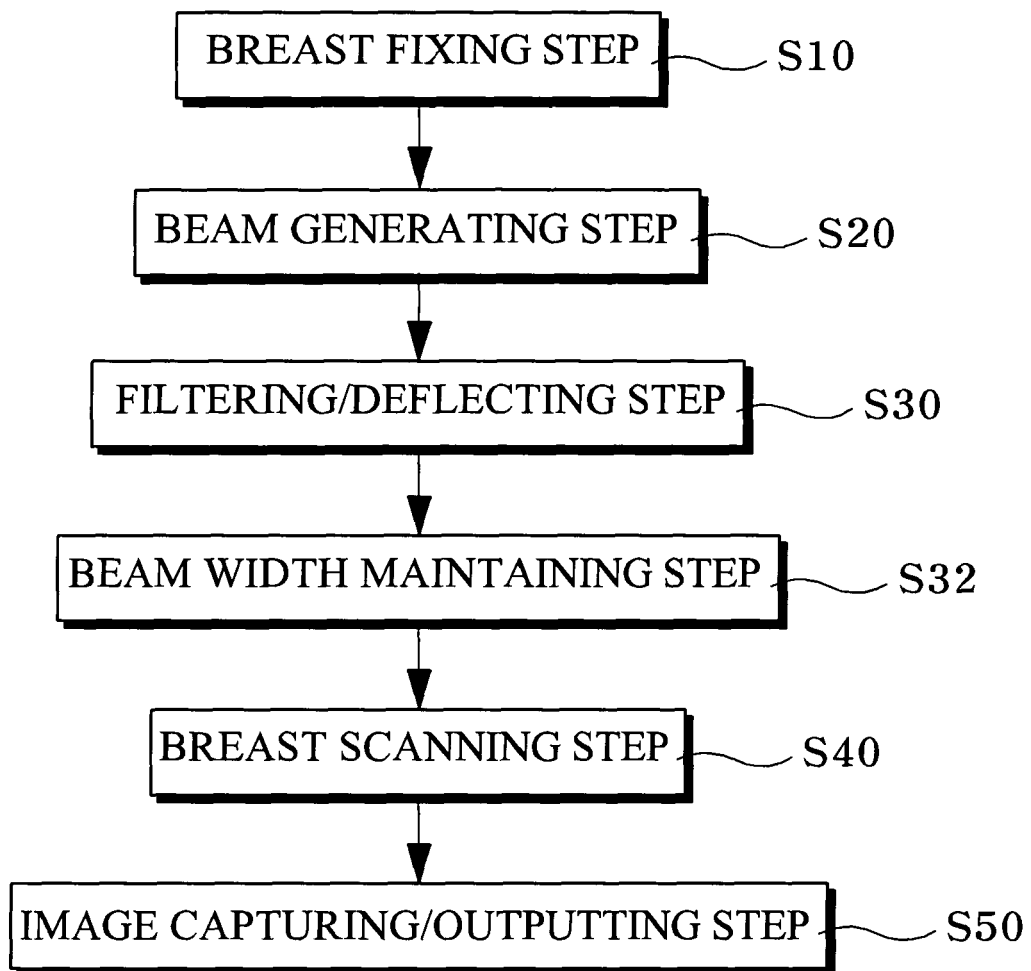 BREAST FIXING STEP S10
BEAM GENERATING STEP S20
FILTERING/DEFLECTING STEP S30
BEAM WIDTH MAINTAINING STEP S32
BREAST SCANNING STEP S40
IMAGE CAPTURING/OUTPUTTING STEP S50